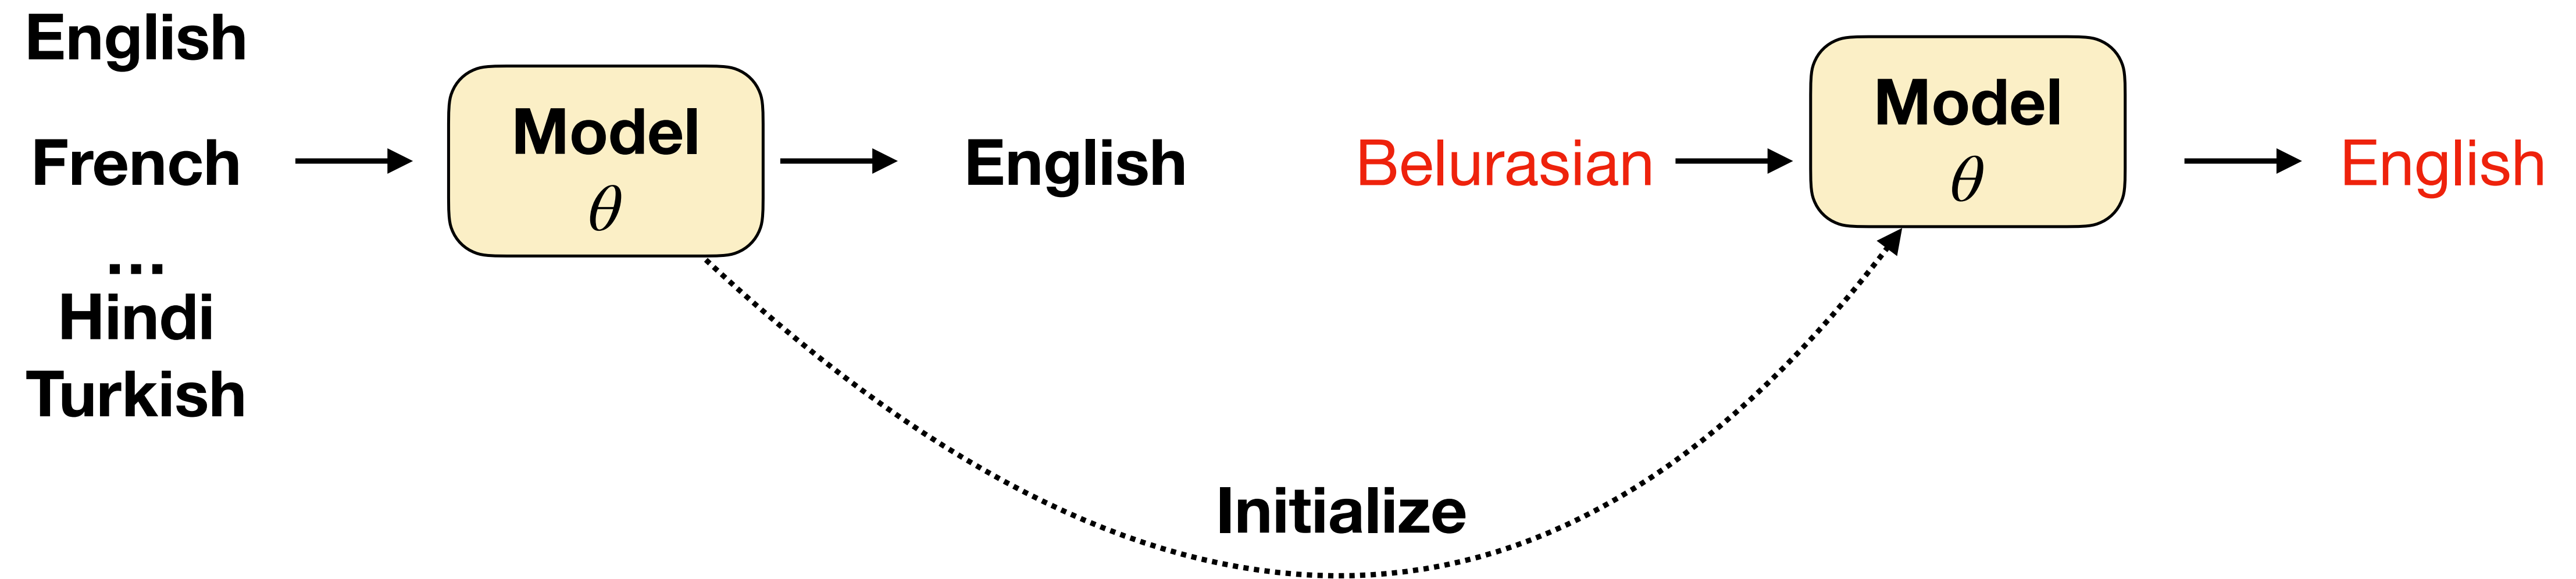 English
French
...
Hindi
Turkish
Model
θ
English
Belurasian
Model
θ
English
Initialize